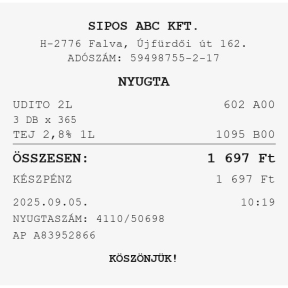 SIPOS ABC KFT.
H-2776 Falva, Újfürdői út 162.
ADÓSZÁM: 59498755-2-17
NYUGTA
UDITO 2L 602 A00
3 DB x 365
TEJ 2,8% 1L 1095 B00
ÖSSZESEN: 1 697 Ft
KÉSZPÉNZ 1 697 Ft
2025.09.05. 10:19
NYUGTASZÁM: 4110/50698
AP A83952866
KÖSZÖNJÜK!